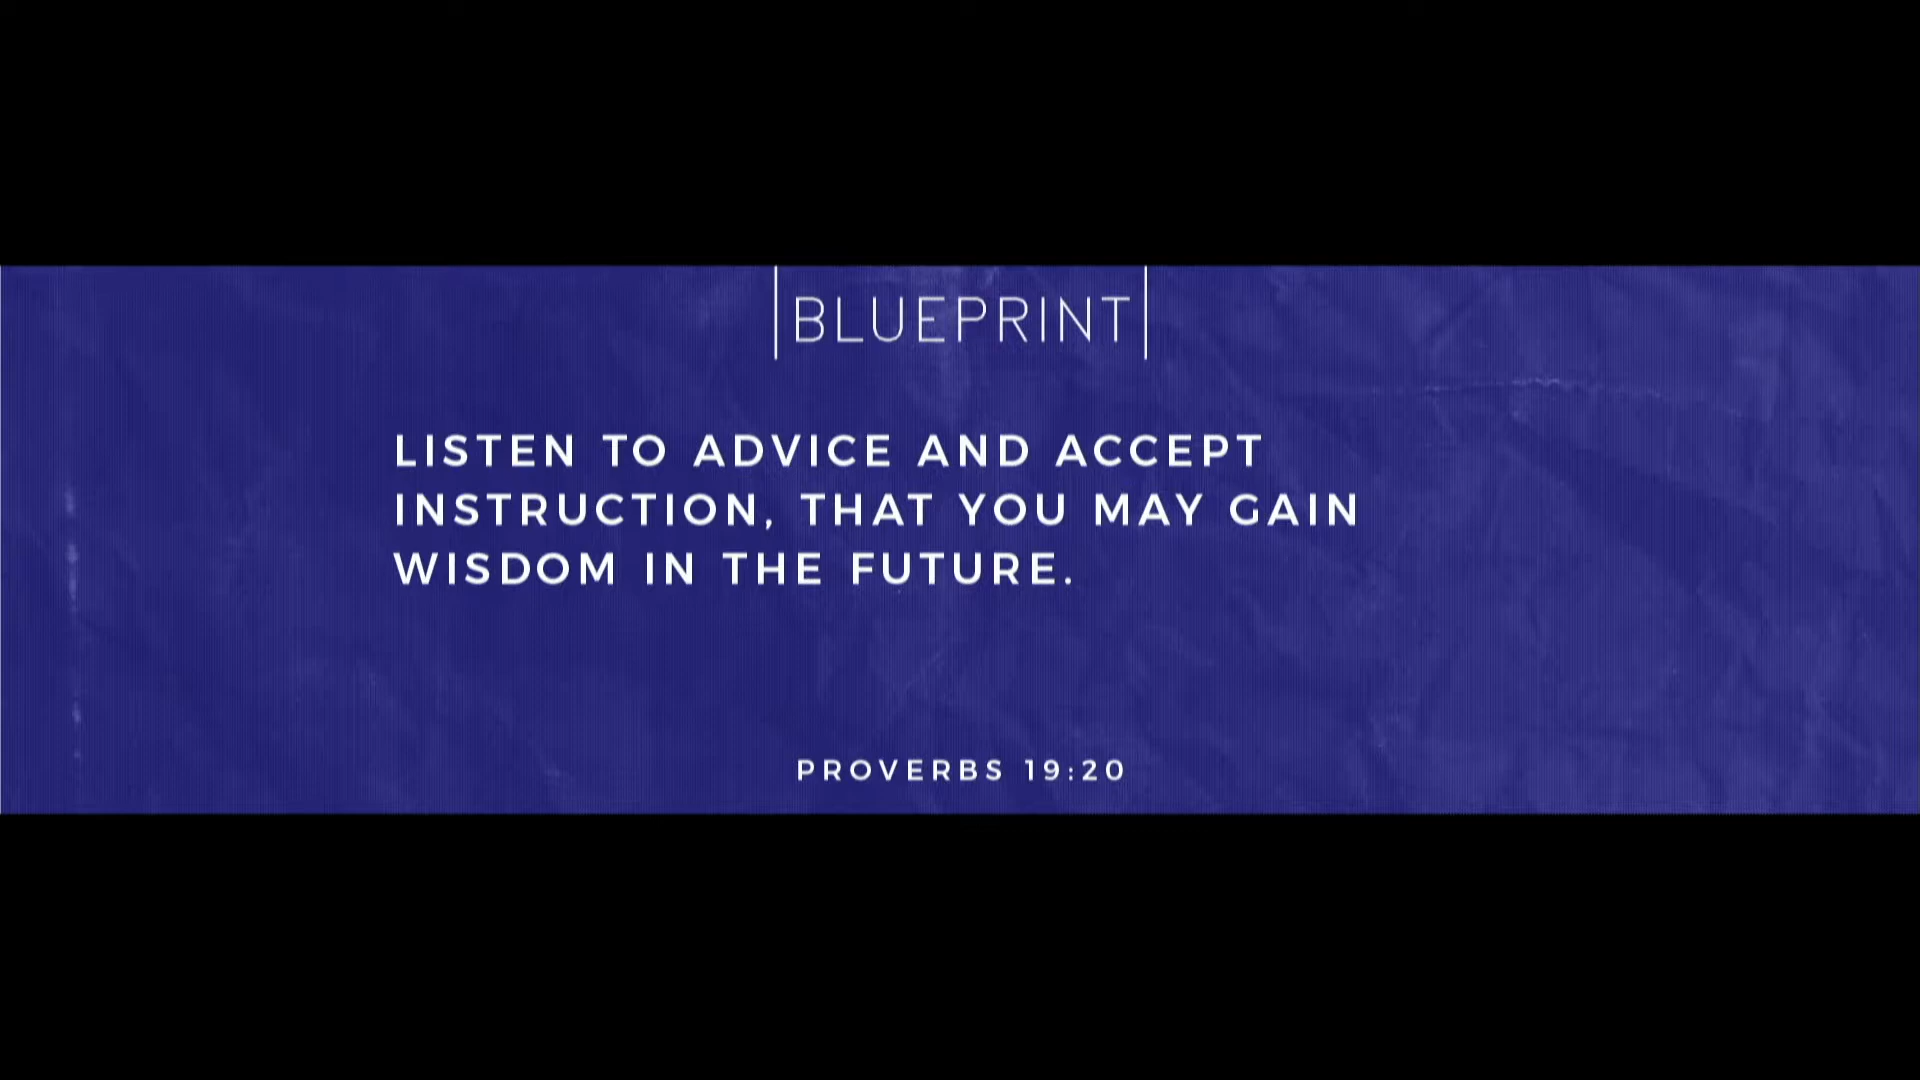 BLUEPRINT
LISTEN TO ADVICE AND ACCEPT
INSTRUCTION, THAT YOU MAY GAIN
WISDOM IN THE FUTURE.
PROVERBS 19:20